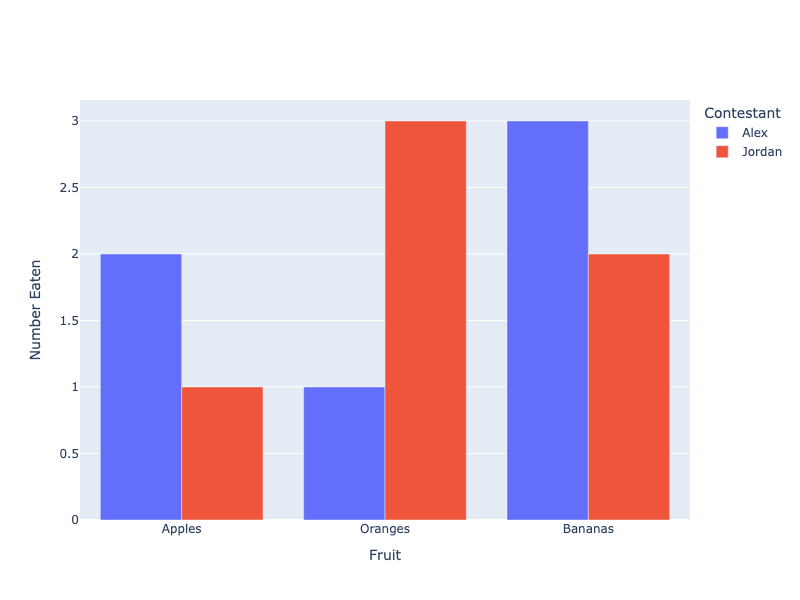 Contestant
Alex
Jordan
Number Eaten
3
2.5
2
1.5
1
0.5
0
Apples Oranges Bananas
Fruit